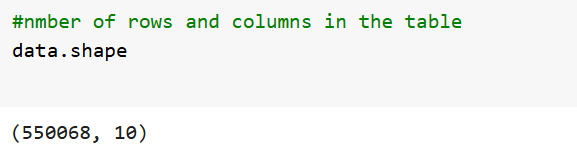 #nmber of rows and columns in the table
data.shape
(550068, 10)